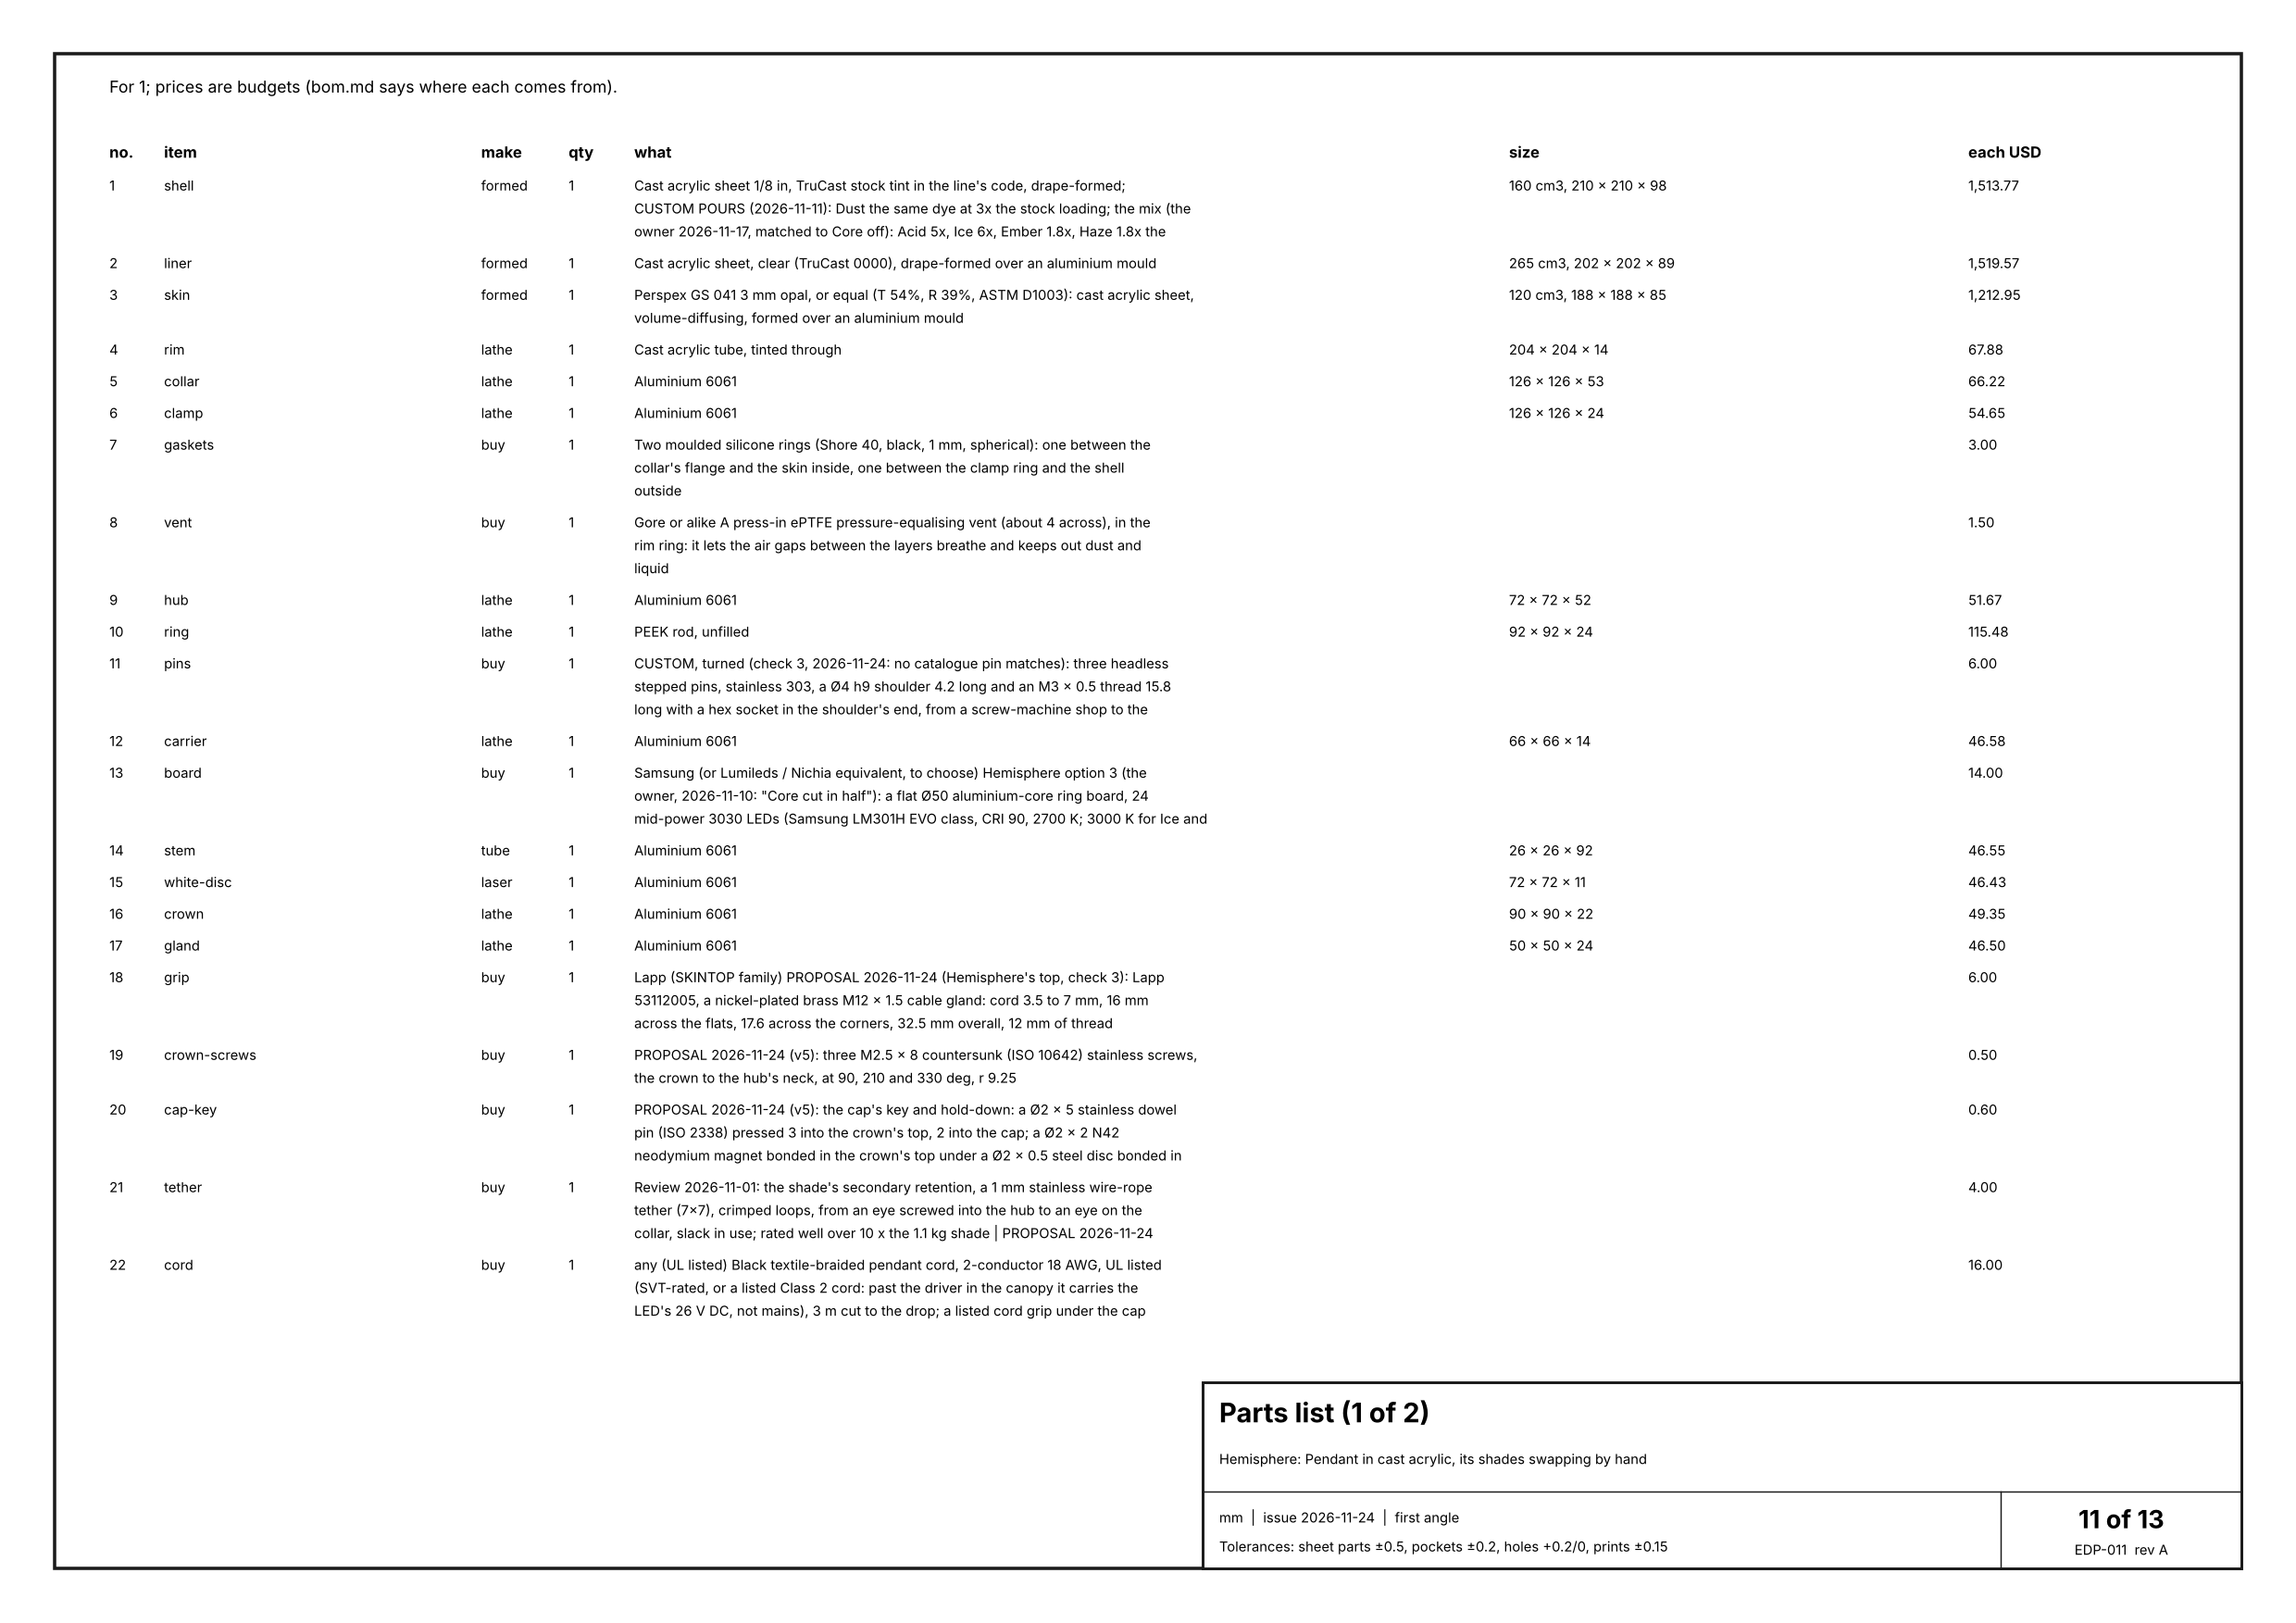 For 1; prices are budgets (bom.md says where each comes from).
no. item make qty what size each USD
1 shell formed 1 Cast acrylic sheet 1/8 in, TruCast stock tint in the line's code, drape-formed; 160 cm3, 210 × 210 × 98 1,513.77
CUSTOM POURS (2026-11-11): Dust the same dye at 3x the stock loading; the mix (the
owner 2026-11-17, matched to Core off): Acid 5x, Ice 6x, Ember 1.8x, Haze 1.8x the
2 liner formed 1 Cast acrylic sheet, clear (TruCast 0000), drape-formed over an aluminium mould 265 cm3, 202 × 202 × 89 1,519.57
3 skin formed 1 Perspex GS 041 3 mm opal, or equal (T 54%, R 39%, ASTM D1003): cast acrylic sheet, 120 cm3, 188 × 188 × 85 1,212.95
volume-diffusing, formed over an aluminium mould
4 rim lathe 1 Cast acrylic tube, tinted through 204 × 204 × 14 67.88
5 collar lathe 1 Aluminium 6061 126 × 126 × 53 66.22
6 clamp lathe 1 Aluminium 6061 126 × 126 × 24 54.65
7 gaskets buy 1 Two moulded silicone rings (Shore 40, black, 1 mm, spherical): one between the 3.00
collar's flange and the skin inside, one between the clamp ring and the shell
outside
8 vent buy 1 Gore or alike A press-in ePTFE pressure-equalising vent (about 4 across), in the 1.50
rim ring: it lets the air gaps between the layers breathe and keeps out dust and
liquid
9 hub lathe 1 Aluminium 6061 72 × 72 × 52 51.67
10 ring lathe 1 PEEK rod, unfilled 92 × 92 × 24 115.48
11 pins buy 1 CUSTOM, turned (check 3, 2026-11-24: no catalogue pin matches): three headless 6.00
stepped pins, stainless 303, a Ø4 h9 shoulder 4.2 long and an M3 × 0.5 thread 15.8
long with a hex socket in the shoulder's end, from a screw-machine shop to the
12 carrier lathe 1 Aluminium 6061 66 × 66 × 14 46.58
13 board buy 1 Samsung (or Lumileds / Nichia equivalent, to choose) Hemisphere option 3 (the 14.00
owner, 2026-11-10: "Core cut in half"): a flat Ø50 aluminium-core ring board, 24
mid-power 3030 LEDs (Samsung LM301H EVO class, CRI 90, 2700 K; 3000 K for Ice and
14 stem tube 1 Aluminium 6061 26 × 26 × 92 46.55
15 white-disc laser 1 Aluminium 6061 72 × 72 × 11 46.43
16 crown lathe 1 Aluminium 6061 90 × 90 × 22 49.35
17 gland lathe 1 Aluminium 6061 50 × 50 × 24 46.50
18 grip buy 1 Lapp (SKINTOP family) PROPOSAL 2026-11-24 (Hemisphere's top, check 3): Lapp 6.00
53112005, a nickel-plated brass M12 × 1.5 cable gland: cord 3.5 to 7 mm, 16 mm
across the flats, 17.6 across the corners, 32.5 mm overall, 12 mm of thread
19 crown-screws buy 1 PROPOSAL 2026-11-24 (v5): three M2.5 × 8 countersunk (ISO 10642) stainless screws, 0.50
the crown to the hub's neck, at 90, 210 and 330 deg, r 9.25
20 cap-key buy 1 PROPOSAL 2026-11-24 (v5): the cap's key and hold-down: a Ø2 × 5 stainless dowel 0.60
pin (ISO 2338) pressed 3 into the crown's top, 2 into the cap; a Ø2 × 2 N42
neodymium magnet bonded in the crown's top under a Ø2 × 0.5 steel disc bonded in
21 tether buy 1 Review 2026-11-01: the shade's secondary retention, a 1 mm stainless wire-rope 4.00
tether (7×7), crimped loops, from an eye screwed into the hub to an eye on the
collar, slack in use; rated well over 10 x the 1.1 kg shade | PROPOSAL 2026-11-24
22 cord buy 1 any (UL listed) Black textile-braided pendant cord, 2-conductor 18 AWG, UL listed 16.00
(SVT-rated, or a listed Class 2 cord: past the driver in the canopy it carries the
LED's 26 V DC, not mains), 3 m cut to the drop; a listed cord grip under the cap
Parts list (1 of 2)
Hemisphere: Pendant in cast acrylic, its shades swapping by hand
mm | issue 2026-11-24 | first angle
Tolerances: sheet parts ±0.5, pockets ±0.2, holes +0.2/0, prints ±0.15
11 of 13
EDP-011 rev A